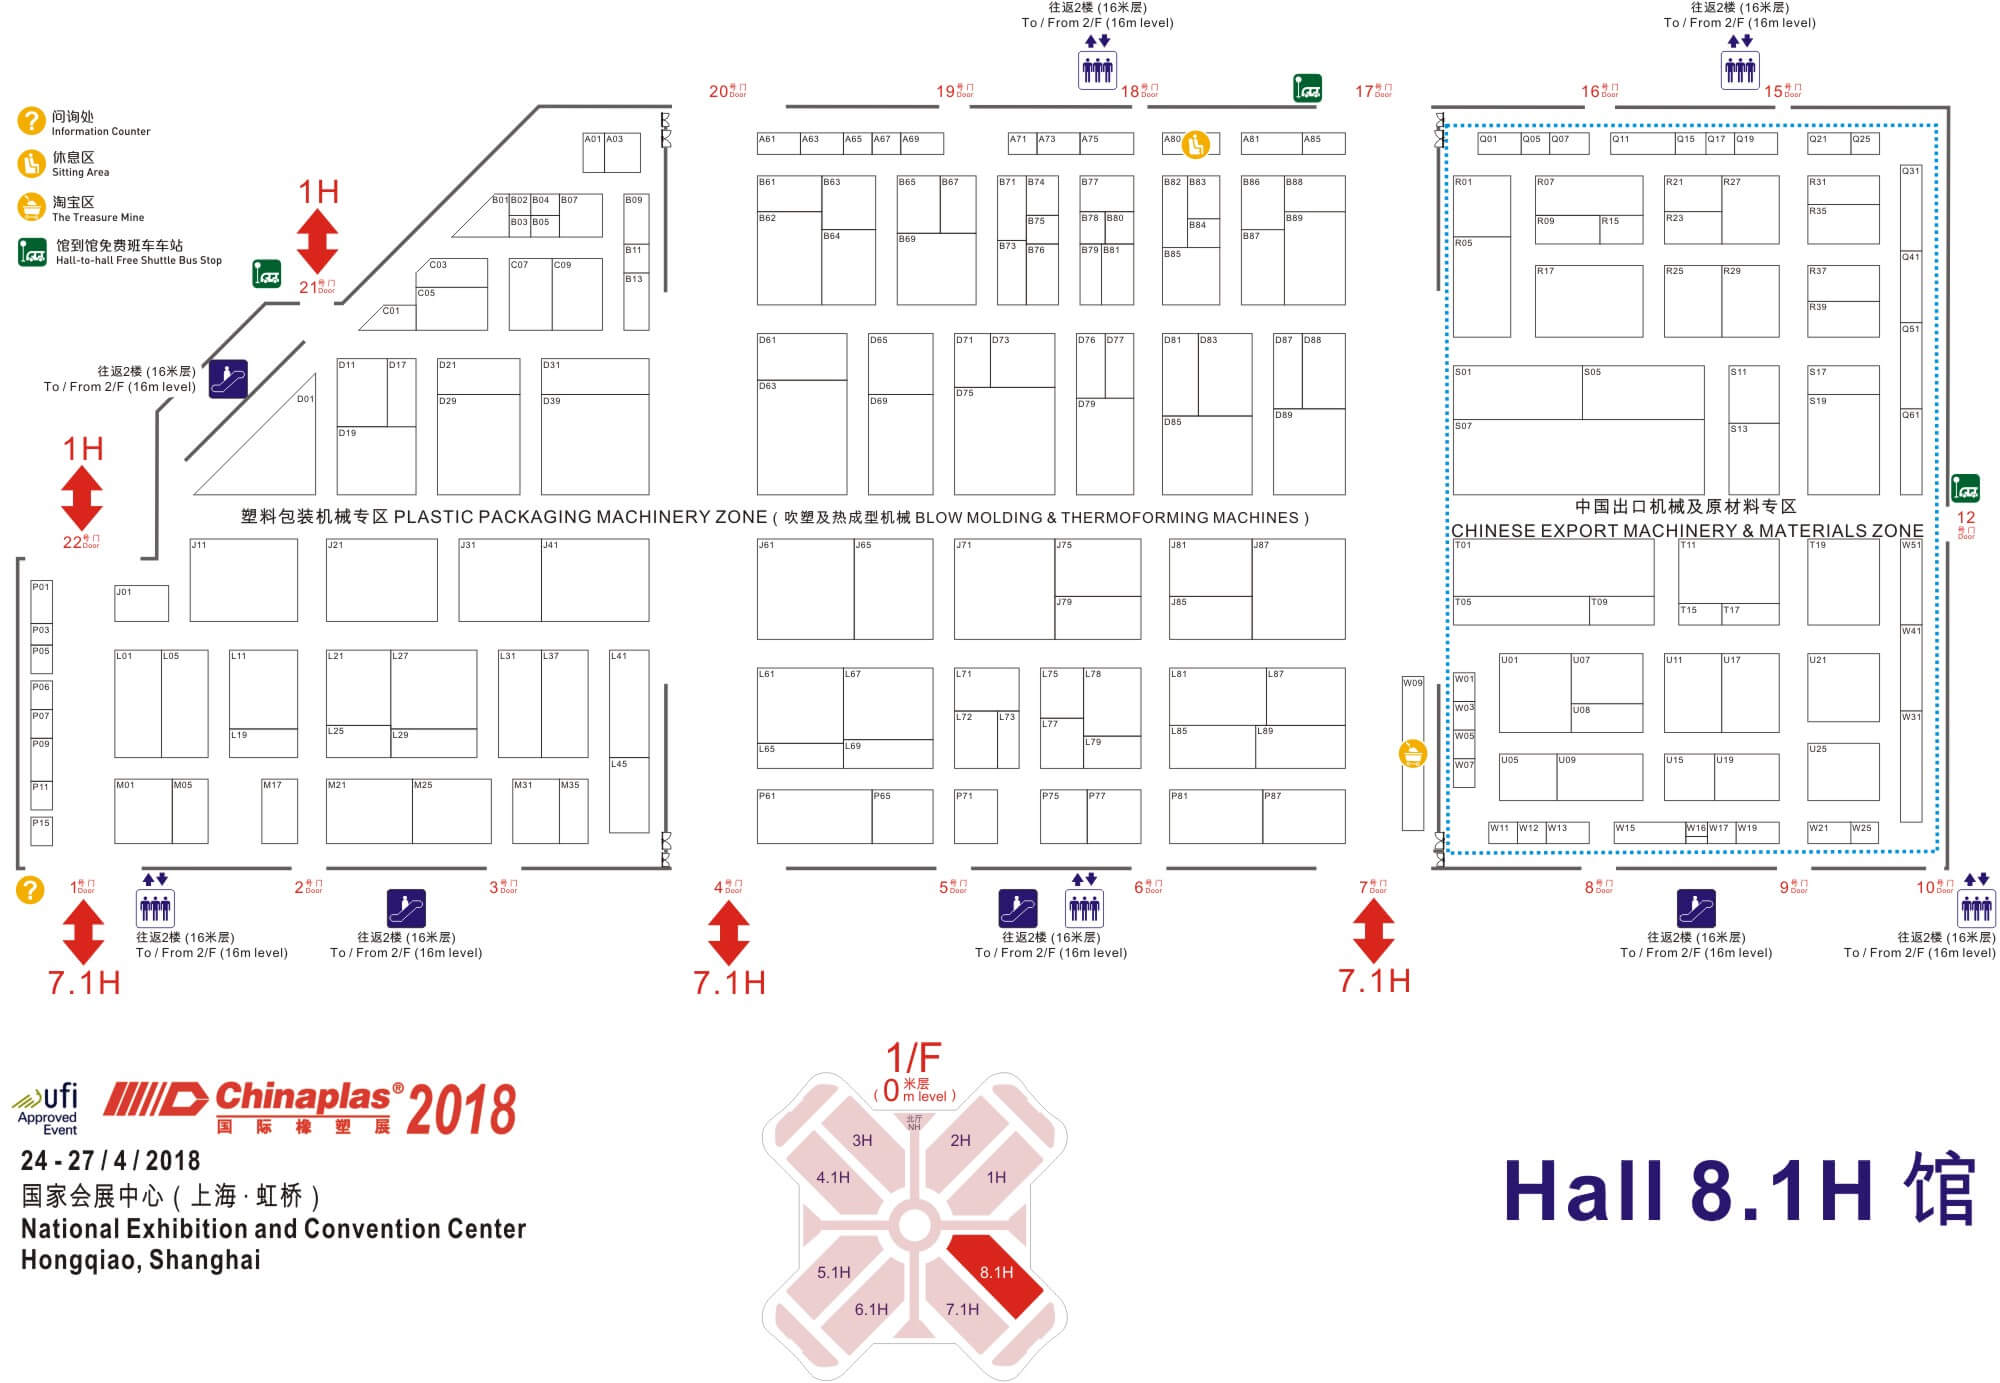 往返2楼 (16米层)
To / From 2/F (16m level)
往返2楼 (16米层)
To / From 2/F (16m level)
20号门 Door
19号门 Door
18号门 Door
17号门 Door
16号门 Door
15号门 Door
问询处
Information Counter
休息区
Sitting Area
淘宝区
The Treasure Mine
馆到馆免费班车车站
Hall-to-hall Free Shuttle Bus Stop
1H
21号门 Door
往返2楼 (16米层)
To / From 2/F (16m level)
1H
22号门 Door
A01 A03
B01 B02 B04 B07 B09
B03 B05
B11
B13
C03 C07 C09
C05
C01
D11 D17 D21 D31
D01
D29 D39
D19
A61 A63 A65 A67 A69 A71 A73 A75 A80 A81 A85
B61 B63 B65 B67 B71 B74 B77 B82 B83 B86 B88
B62 B75 B78 B80 B84 B89
B64 B69 B73 B76 B79 B81 B85 B87
D61 D65 D71 D73 D76 D77 D81 D83 D87 D88
D63 D69 D75 D79 D85 D89
Q01 Q05 Q07 Q11 Q15 Q17 Q19 Q21 Q25
Q31
R01 R07 R21 R27 R31
R09 R15 R23 R35
R05
Q41
R17 R25 R29 R37
R39
Q51
S01 S05 S11 S17
S19
Q61
S07 S13
塑料包装机械专区 PLASTIC PACKAGING MACHINERY ZONE ( 吹塑及热成型机械 BLOW MOLDING & THERMOFORMING MACHINES )
中国出口机械及原材料专区
CHINESE EXPORT MACHINERY & MATERIALS ZONE
12号门 Door
J11 J21 J31 J41 J61 J65 J71 J75 J81 J87
J01
J79 J85
T01 T11 T19 W51
T05 T09 T15 T17
W41
P01
P03
P05
P06
P07
P09
P11
P15
L01 L05 L11 L21 L27 L31 L37 L41
L19 L25 L29
L45
M01 M05 M17 M21 M25 M31 M35
L61 L67 L71 L75 L78 L81 L87
L72 L73 L77
L65 L69 L79 L85 L89
P61 P65 P71 P75 P77 P81 P87
W09
W01
W03
W05
W07
U01 U07 U11 U17 U21
U08
W31
U05 U09 U15 U19 U25
W11 W12 W13 W15 W16 W17 W19 W21 W25
1号门 Door
2号门 Door
3号门 Door
4号门 Door
5号门 Door
6号门 Door
7号门 Door
8号门 Door
9号门 Door
10号门 Door
往返2楼 (16米层)
To / From 2/F (16m level)
往返2楼 (16米层)
To / From 2/F (16m level)
往返2楼 (16米层)
To / From 2/F (16m level)
往返2楼 (16米层)
To / From 2/F (16m level)
往返2楼 (16米层)
To / From 2/F (16m level)
7.1H
7.1H
7.1H
ufi
Approved
Event
Chinaplas® 2018
国际橡塑展
24 - 27 / 4 / 2018
国家会展中心 ( 上海 · 虹桥 )
National Exhibition and Convention Center
Hongqiao, Shanghai
1/F
( 0米层 m level )
北厅
NH
3H 2H
4.1H 1H
5.1H 8.1H
6.1H 7.1H
Hall 8.1H 馆